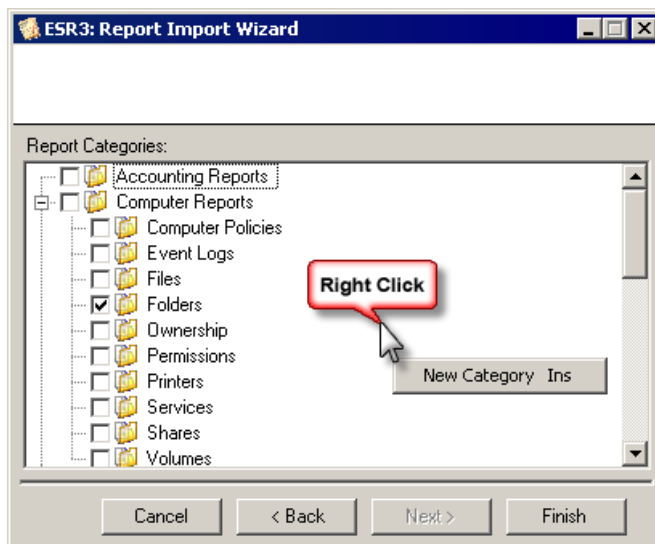 ESR3: Report Import Wizard
Report Categories:
Accounting Reports
Computer Reports
Computer Policies
Event Logs
Files
Folders
Ownership
Permissions
Printers
Services
Shares
Volumes
Right Click
New Category Ins
Cancel
< Back
Next >
Finish